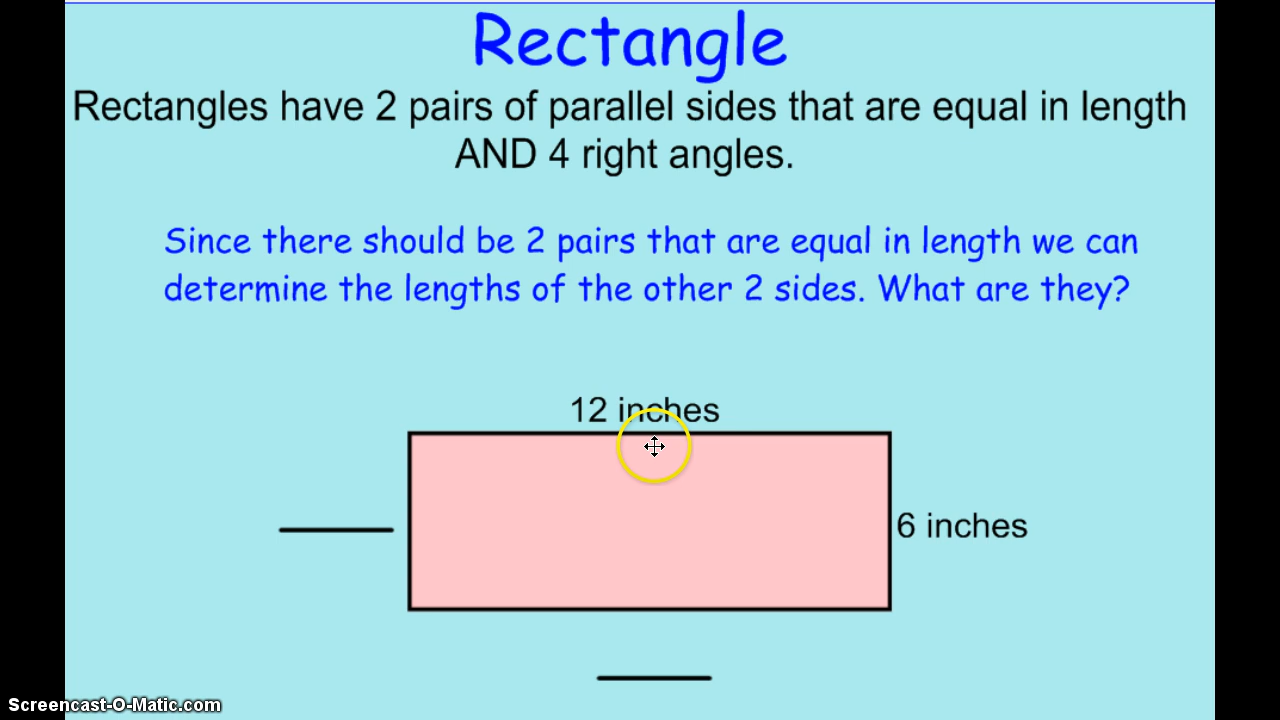 Rectangle
Rectangles have 2 pairs of parallel sides that are equal in length
AND 4 right angles.
Since there should be 2 pairs that are equal in length we can
determine the lengths of the other 2 sides. What are they?
12 inches
6 inches
Screencast-O-Matic.com